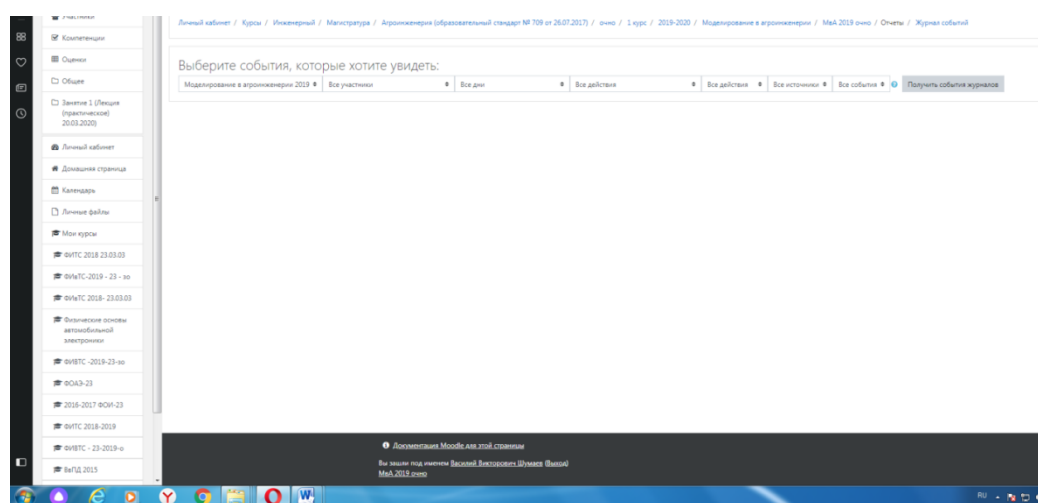 Участники
Компетенции
Оценки
Общее
Занятие 1 (Лекция
(практическое)
20.03.2020)
Личный кабинет
Домашняя страница
Календарь
Личные файлы
Мои курсы
ФИТС 2018 23.03.03
ФИвТС-2019 - 23 - зо
ФИвТС 2018- 23.03.03
Физические основы
автомобильной
электроники
ФИВТС -2019-23-зо
ФОАЭ-23
2016-2017 ФОИ-23
ФИТС 2018-2019
ФИВТС - 23-2019-о
ВвПД 2015
Личный кабинет / Курсы / Инженерный / Магистратура / Агроинженерия (образовательный стандарт № 709 от 26.07.2017) / очно / 1 курс / 2019-2020 / Моделирование в агроинженерии / МвА 2019 очно / Отчеты / Журнал событий
Выберите события, которые хотите увидеть:
Моделирование в агроинженерии 2019 Все участники Все дни Все действия Все действия Все источники Все события Получить события журналов
Документация Moodle для этой страницы
Вы зашли под именем Василий Викторович Шумаев (Выход)
МвА 2019 очно
RU